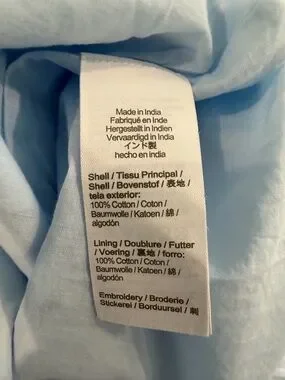 Made in India
Fabriqué en Inde
Hergestellt in Indien
Vervaardigd in India
インド製
hecho en india
Shell / Tissu Principal /
Shell / Bovenstof / 表地 /
tela exterior:
100% Cotton / Coton /
Baumwolle / Katoen / 綿 /
algodón
Lining / Doublure / Futter
/ Voering / 裏地 / forro:
100% Cotton / Coton /
Baumwolle / Katoen / 綿 /
algodón
Embroidery / Broderie /
Stickerei / Borduursel / 刺